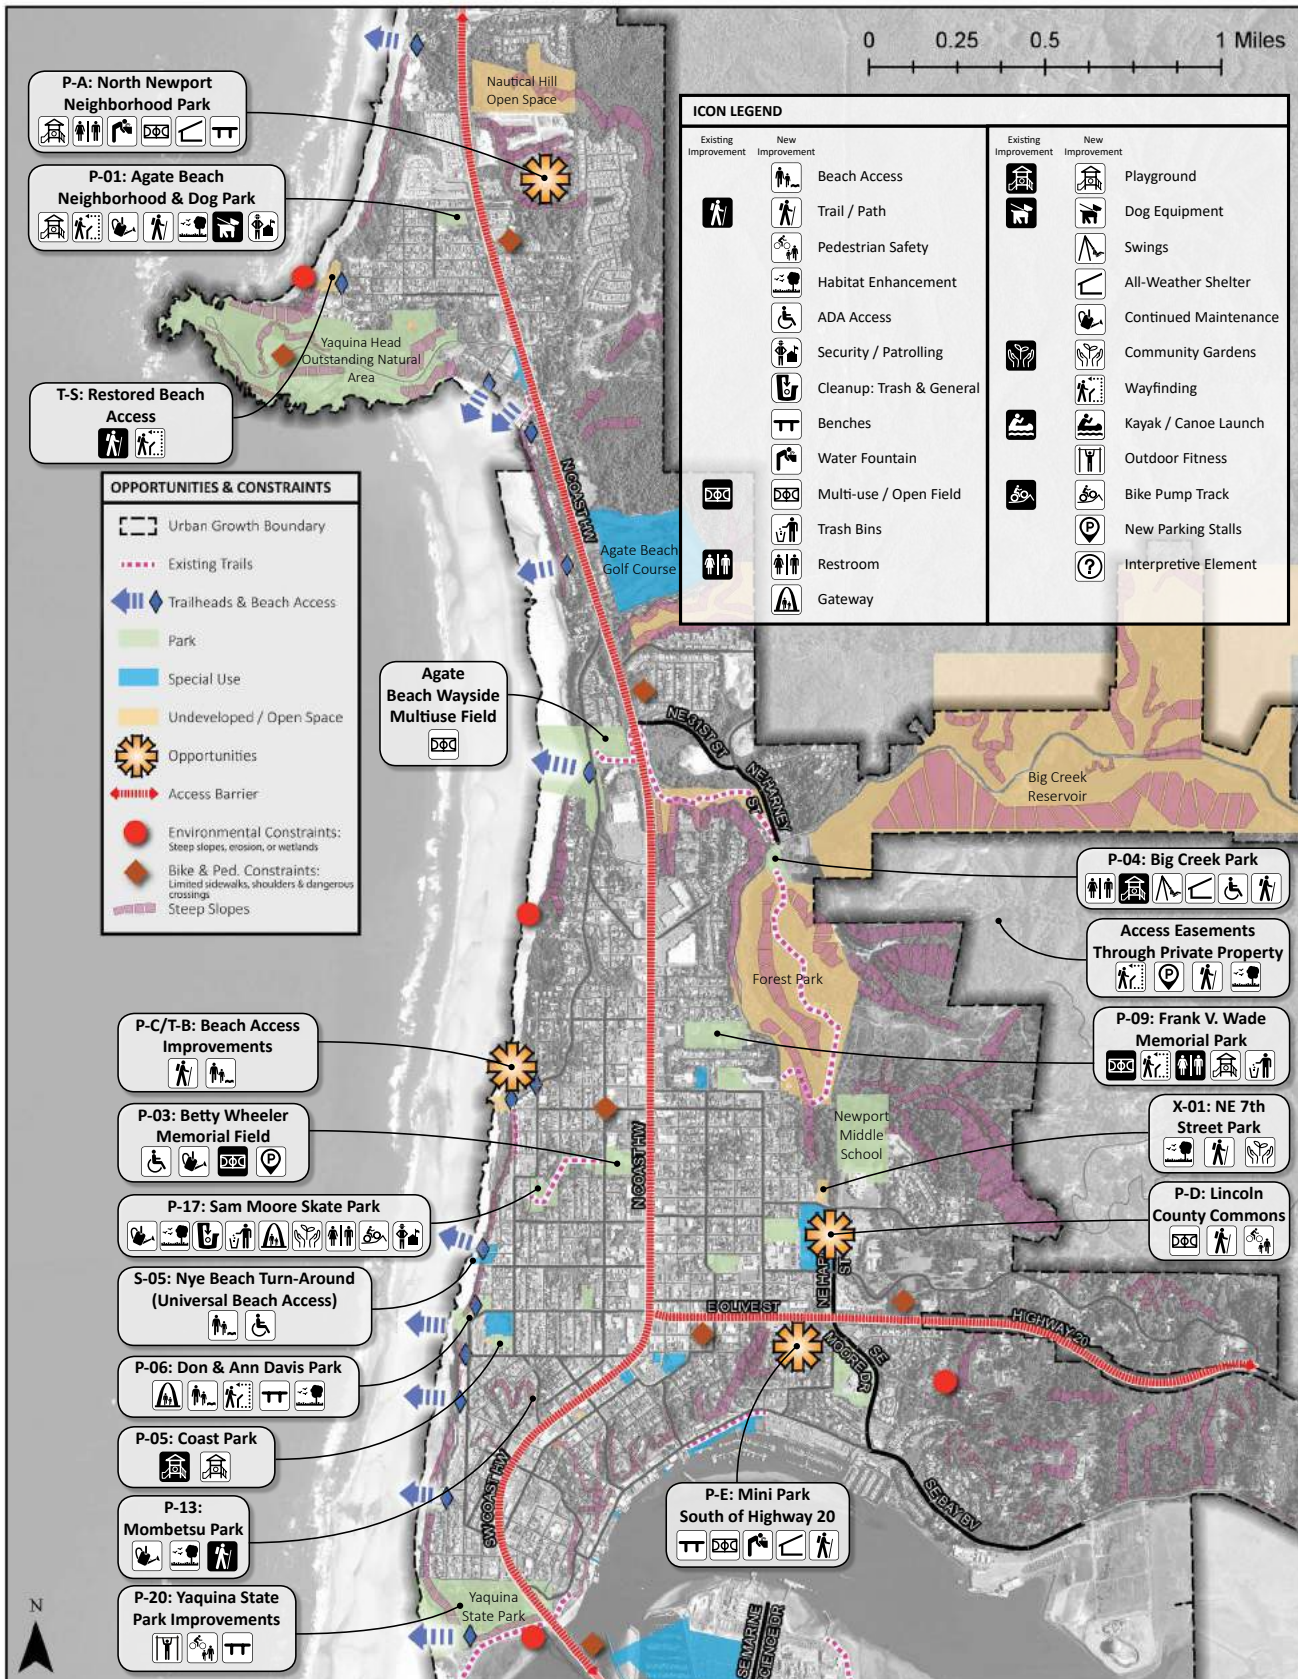 0 0.25 0.5 1 Miles
P-A: North Newport
Neighborhood Park
P-01: Agate Beach
Neighborhood & Dog Park
T-S: Restored Beach
Access
Nautical Hill
Open Space
Yaquina Head
Outstanding Natural
Area
ICON LEGEND
Existing
Improvement
New
Improvement
Beach Access
Trail / Path
Pedestrian Safety
Habitat Enhancement
ADA Access
Security / Patrolling
Cleanup: Trash & General
Benches
Water Fountain
Multi-use / Open Field
Trash Bins
Restroom
Gateway
Existing
Improvement
New
Improvement
Playground
Dog Equipment
Swings
All-Weather Shelter
Continued Maintenance
Community Gardens
Wayfinding
Kayak / Canoe Launch
Outdoor Fitness
Bike Pump Track
New Parking Stalls
Interpretive Element
OPPORTUNITIES & CONSTRAINTS
Urban Growth Boundary
Existing Trails
Trailheads & Beach Access
Park
Special Use
Undeveloped / Open Space
Opportunities
Access Barrier
Environmental Constraints:
Steep slopes, erosion, or wetlands
Bike & Ped. Constraints:
Limited sidewalks, shoulders & dangerous
crossings
Steep Slopes
N COAST HW
Agate Beach
Golf Course
Agate
Beach Wayside
Multiuse Field
NE 31ST ST
NE HARNEY
ST
Big Creek
Reservoir
P-04: Big Creek Park
Access Easements
Through Private Property
Forest Park
P-09: Frank V. Wade
Memorial Park
P-C/T-B: Beach Access
Improvements
P-03: Betty Wheeler
Memorial Field
Newport
Middle
School
X-01: NE 7th
Street Park
N COAST HW
P-17: Sam Moore Skate Park
P-D: Lincoln
County Commons
S-05: Nye Beach Turn-Around
(Universal Beach Access)
NE HAR
ST
E OLIVE ST
HIGHWAY 20
SE
MOORE DR
P-06: Don & Ann Davis Park
P-05: Coast Park
P-13:
Mombetsu Park
SW COAST HW
P-E: Mini Park
South of Highway 20
SE BAY BV
P-20: Yaquina State
Park Improvements
Yaquina
State Park
SE MARINE
CIENCE DR
N